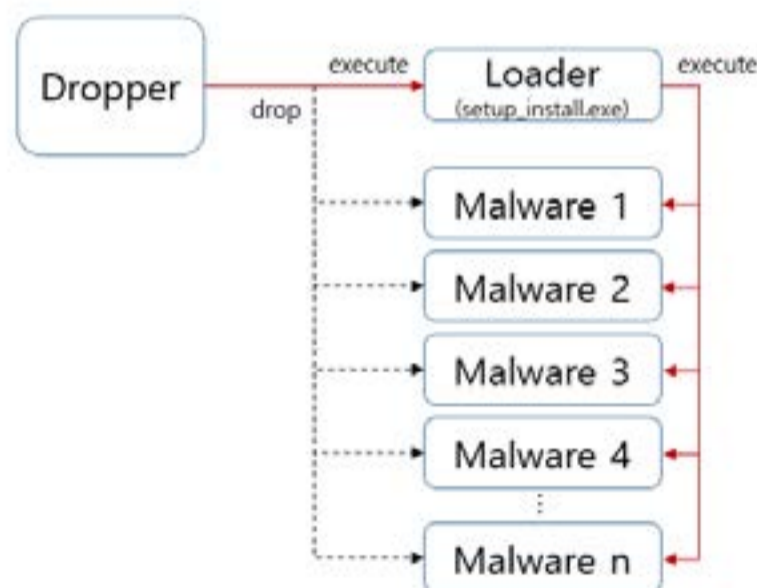 Dropper
execute
drop
Loader
(setup_install.exe)
execute
Malware 1
Malware 2
Malware 3
Malware 4
⋮
Malware n